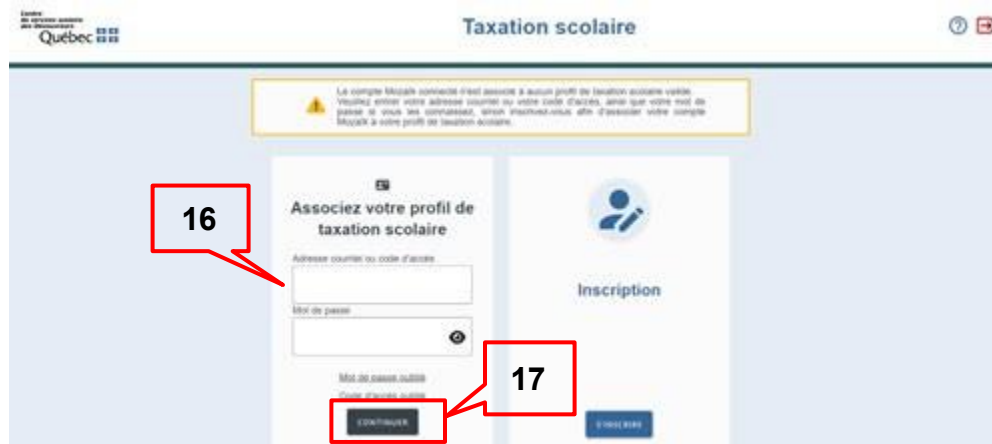 Centre
de services scolaire
des Découvreurs
Québec
Taxation scolaire
Le compte Mozaïk connecté n'est associé à aucun profil de taxation scolaire valide.
Veuillez entrer votre adresse courriel ou votre code d'accès, ainsi que votre mot de
passe si vous les connaissez, sinon inscrivez-vous afin d'associer votre compte
Mozaïk à votre profil de taxation scolaire.
16
Associez votre profil de
taxation scolaire
Adresse courriel ou code d'accès
Mot de passe
Mot de passe oublié
Code d'accès oublié
CONTINUER
17
Inscription
S'INSCRIRE